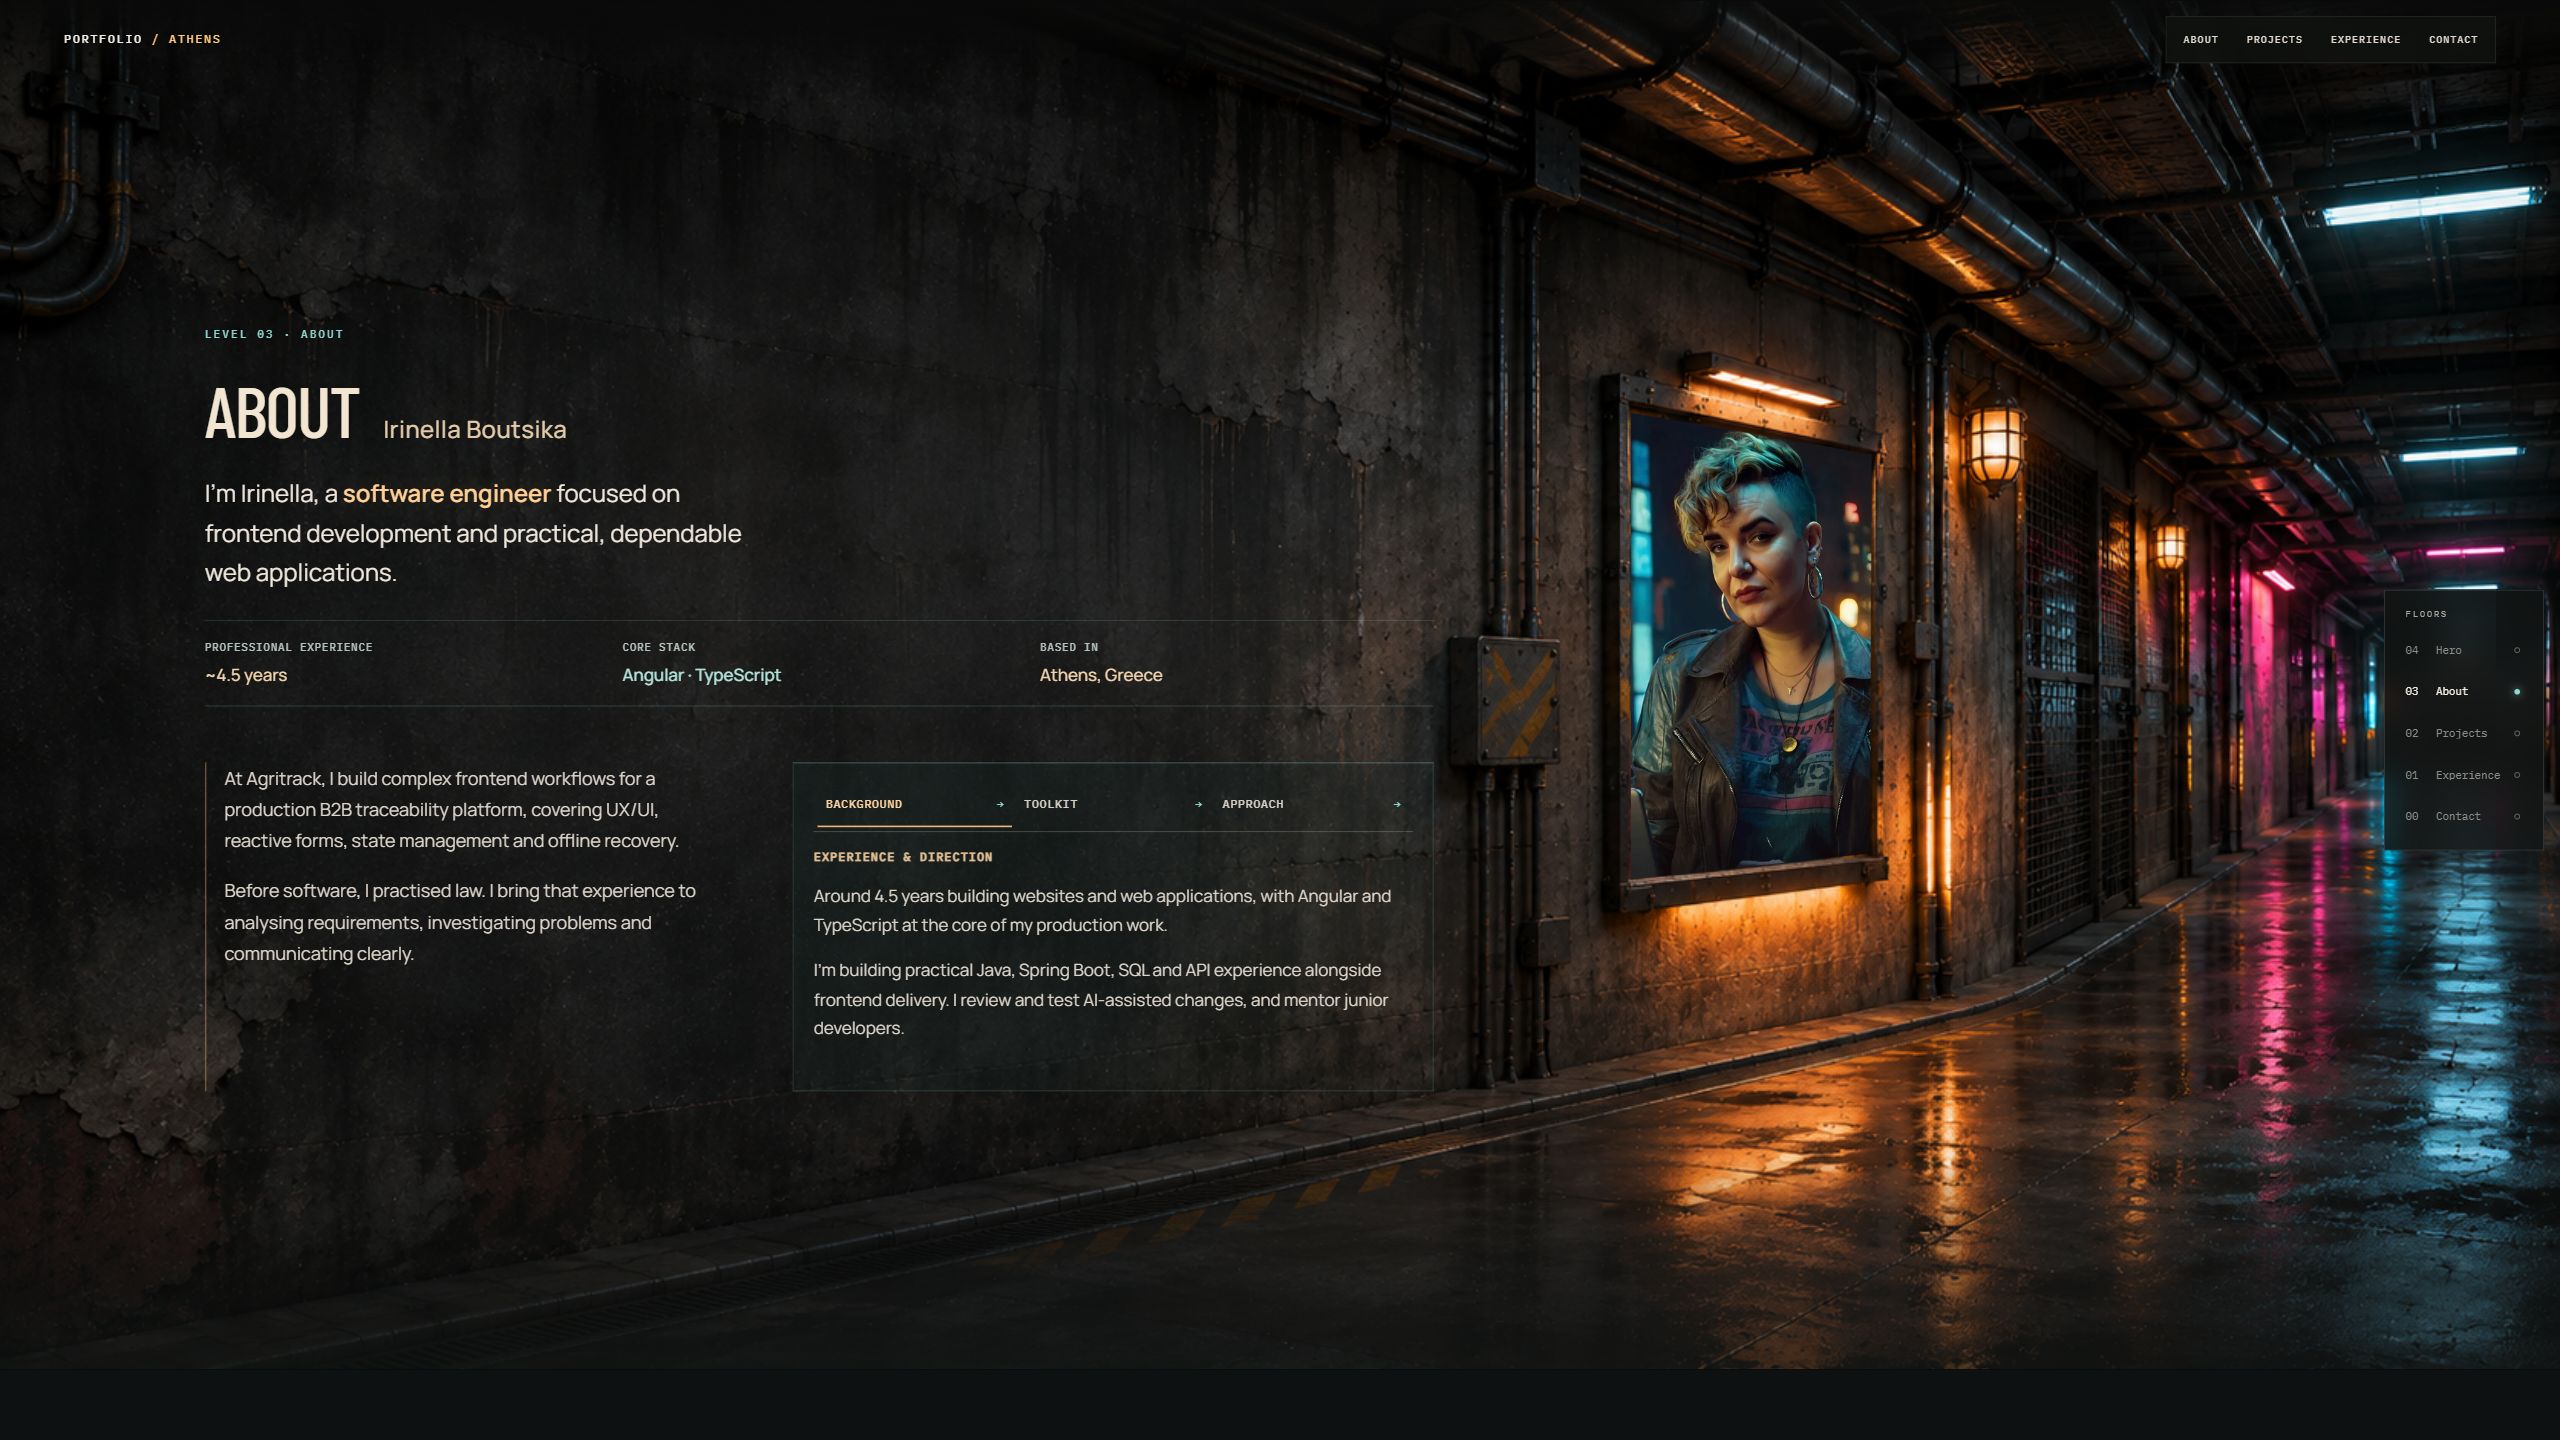 PORTFOLIO / ATHENS
ABOUT PROJECTS EXPERIENCE CONTACT
LEVEL 03 · ABOUT
ABOUT Irinella Boutsika
I’m Irinella, a software engineer focused on
frontend development and practical, dependable
web applications.
PROFESSIONAL EXPERIENCE
~4.5 years
CORE STACK
Angular · TypeScript
BASED IN
Athens, Greece
At Agritrack, I build complex frontend workflows for a
production B2B traceability platform, covering UX/UI,
reactive forms, state management and offline recovery.
Before software, I practised law. I bring that experience to
analysing requirements, investigating problems and
communicating clearly.
BACKGROUND → TOOLKIT → APPROACH →
EXPERIENCE & DIRECTION
Around 4.5 years building websites and web applications, with Angular and
TypeScript at the core of my production work.
I’m building practical Java, Spring Boot, SQL and API experience alongside
frontend delivery. I review and test AI-assisted changes, and mentor junior
developers.
FLOORS
04 Hero
03 About
02 Projects
01 Experience
00 Contact